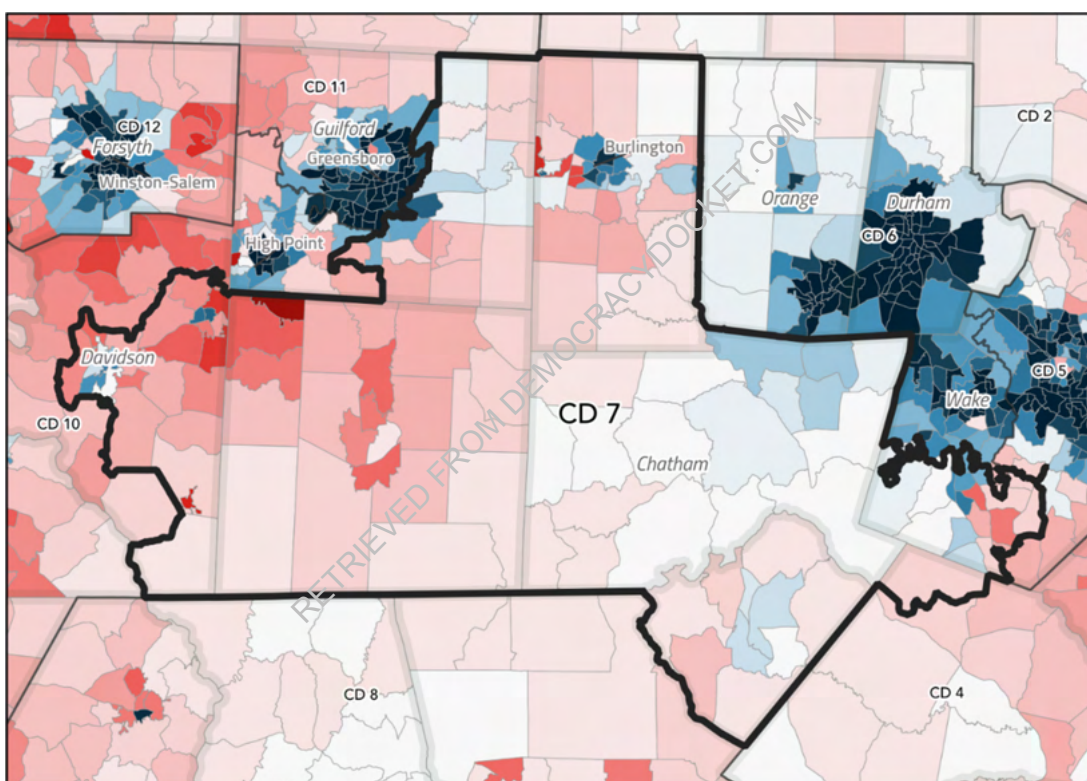 CD 11
CD 2
CD 12
Forsyth
Guilford
Greensboro
Burlington
Winston-Salem
Orange
Durham
CD 6
High Point
Davidson
CD 5
Wake
CD 7
CD 10
Chatham
RETRIEVED FROM DEMOCRACYDOCKET.COM
CD 8
CD 4